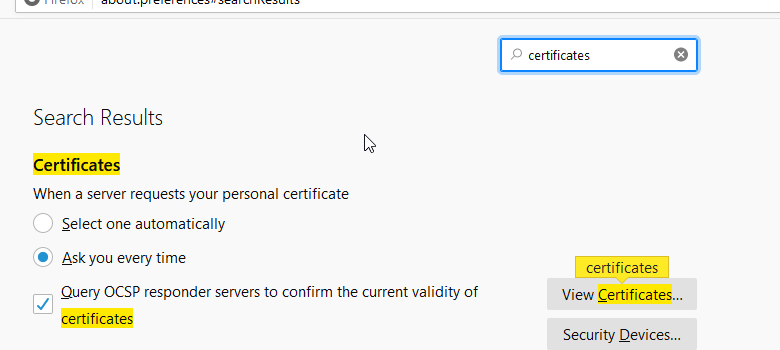 Firefox about:preferences#searchResults
certificates
Search Results
Certificates
When a server requests your personal certificate
Select one automatically
Ask you every time
Query OCSP responder servers to confirm the current validity of
certificates
certificates
View Certificates...
Security Devices...